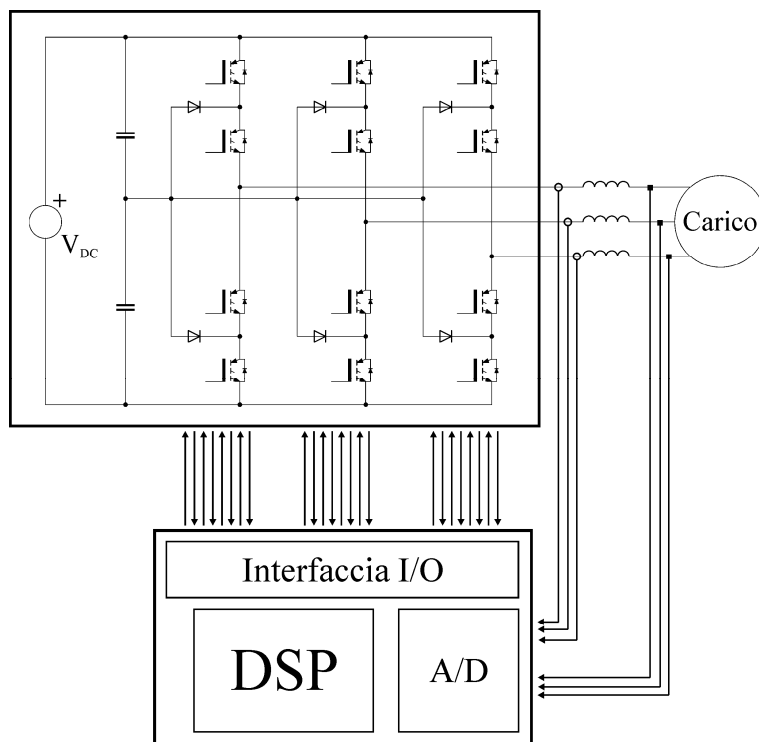 +
V_DC
Carico
Interfaccia I/O
DSP
A/D